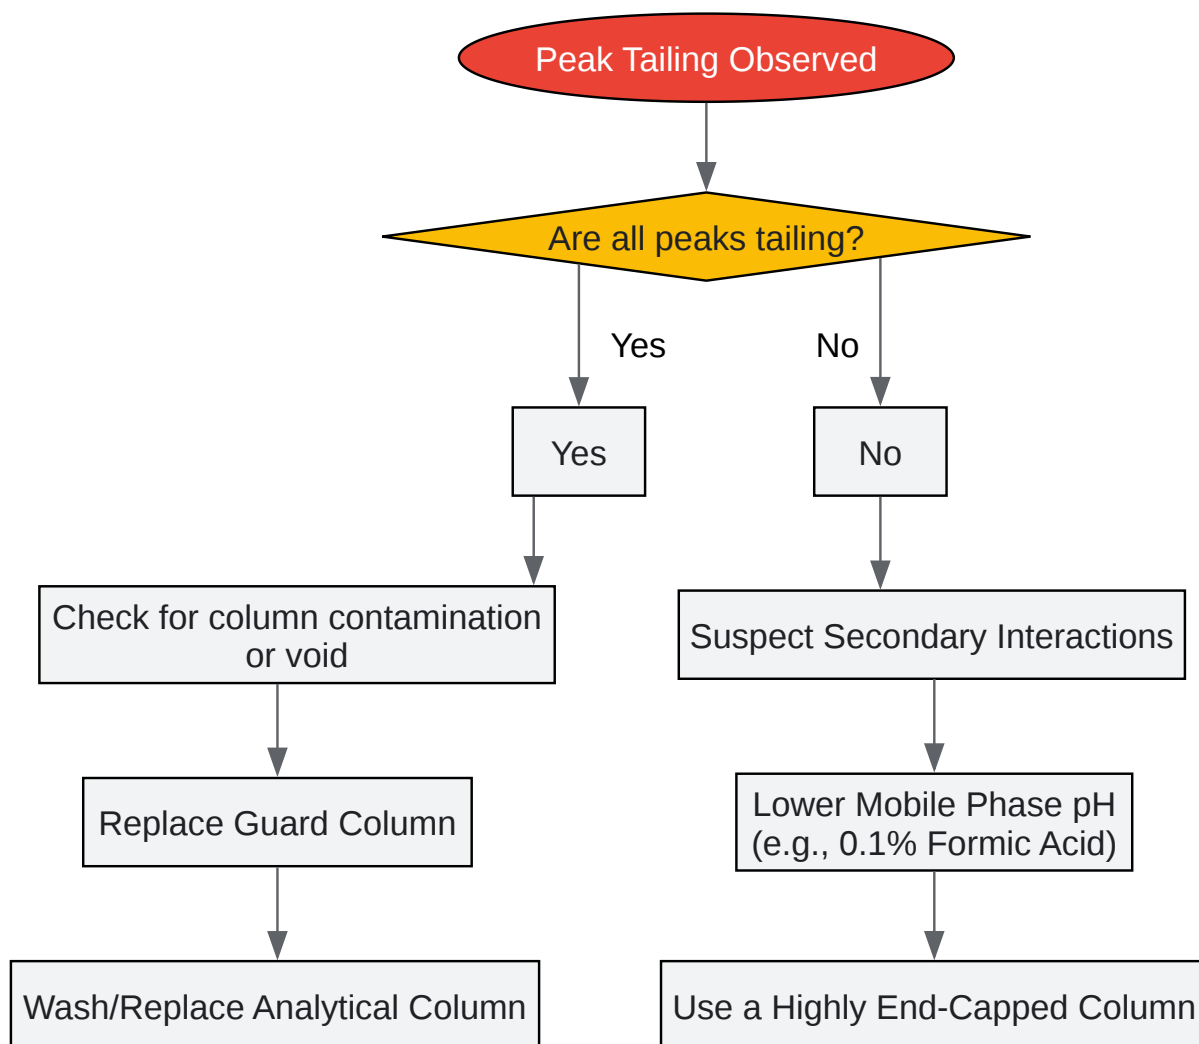 Peak Tailing Observed
Are all peaks tailing?
Yes
No
Yes
No
Check for column contamination
or void
Suspect Secondary Interactions
Replace Guard Column
Lower Mobile Phase pH
(e.g., 0.1% Formic Acid)
Wash/Replace Analytical Column
Use a Highly End-Capped Column